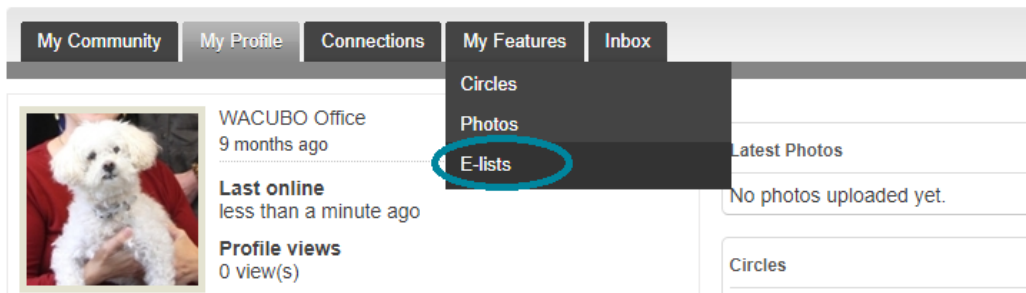 My Community
My Profile
Connections
My Features
Inbox
Circles
Photos
E-lists
WACUBO Office
9 months ago
Last online
less than a minute ago
Profile views
0 view(s)
Latest Photos
No photos uploaded yet.
Circles